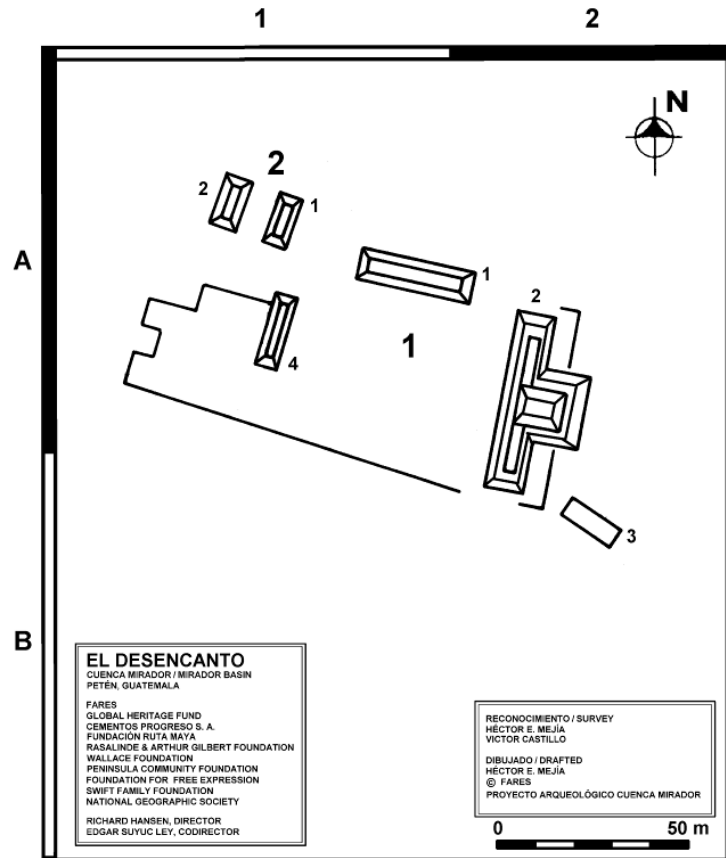 1
2
N
2
2
1
A
1
2
1
4
3
B
EL DESENCANTO
CUENCA MIRADOR / MIRADOR BASIN
PETÉN, GUATEMALA
FARES
GLOBAL HERITAGE FUND
CEMENTOS PROGRESO S. A.
FUNDACIÓN RUTA MAYA
RASALINDE & ARTHUR GILBERT FOUNDATION
WALLACE FOUNDATION
PENINSULA COMMUNITY FOUNDATION
FOUNDATION FOR FREE EXPRESSION
SWIFT FAMILY FOUNDATION
NATIONAL GEOGRAPHIC SOCIETY
RICHARD HANSEN, DIRECTOR
EDGAR SUYUC LEY, CODIRECTOR
RECONOCIMIENTO / SURVEY
HÉCTOR E. MEJÍA
VICTOR CASTILLO
DIBUJADO / DRAFTED
HÉCTOR E. MEJÍA
© FARES
PROYECTO ARQUEOLÓGICO CUENCA MIRADOR
0 50 m